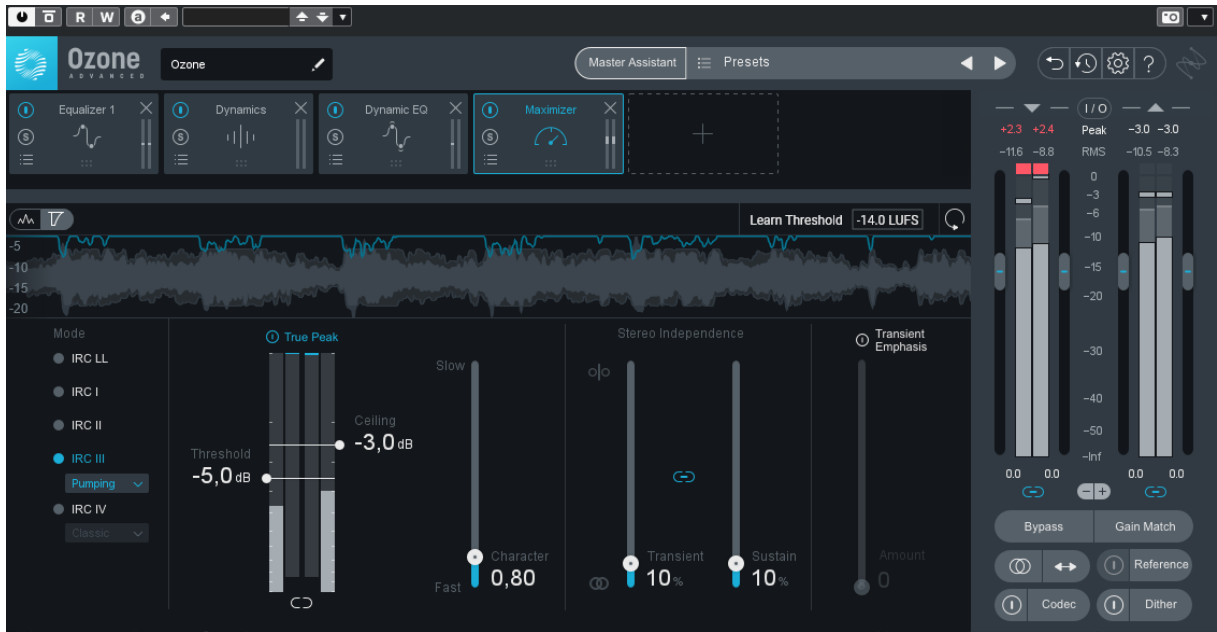 R W a
Ozone
ADVANCED
Ozone
Master Assistant
Presets
?
Equalizer 1
Dynamics
Dynamic EQ
Maximizer
S
S
S
S
I/O
+2.3 +2.4 Peak -3.0 -3.0
-11.6 -8.8 RMS -10.5 -8.3
0
-3
-6
-10
-15
-20
-30
-40
-50
-Inf
0.0 0.0 0.0 0.0
Learn Threshold -14.0 LUFS
-5
-10
-15
-20
Mode
IRC LL
IRC I
IRC II
IRC III
Pumping
IRC IV
Classic
True Peak
Threshold
-5,0 dB
Ceiling
-3,0 dB
Slow
Fast
Character
0,80
Stereo Independence
Transient
10 %
Sustain
10 %
Transient
Emphasis
Amount
0
Bypass
Gain Match
Reference
Codec
Dither